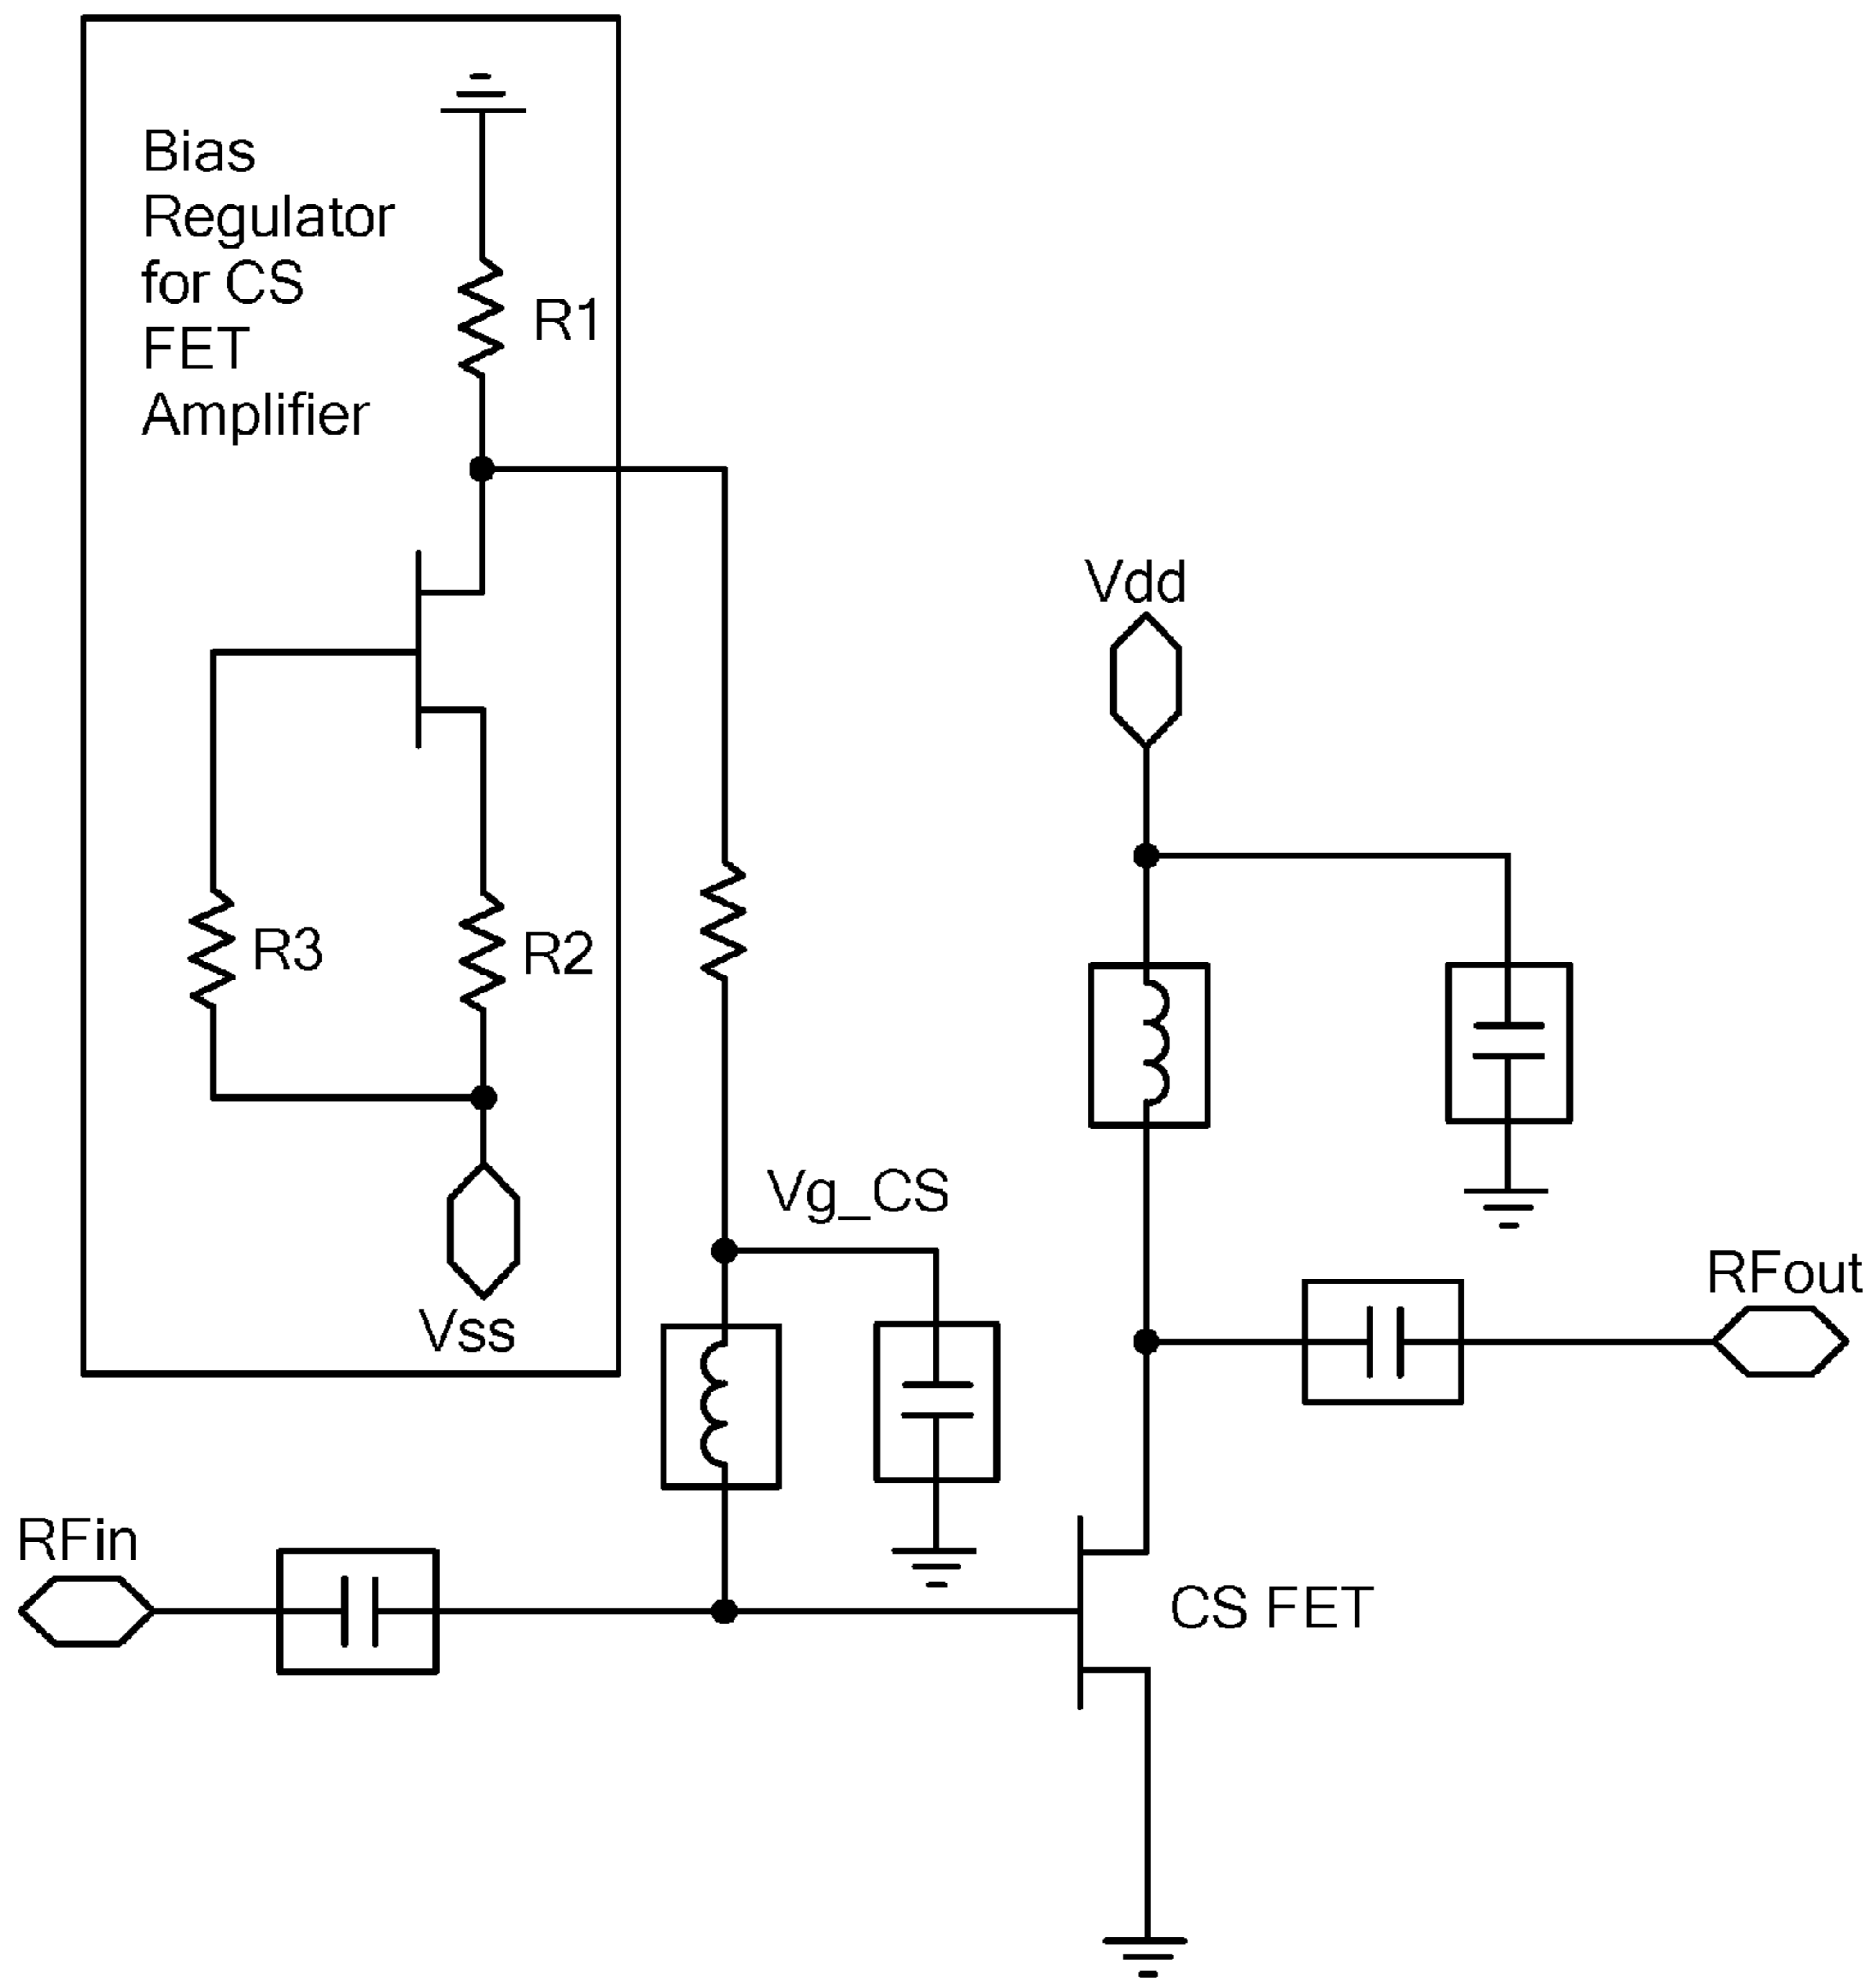 Bias
Regulator
for CS
FET
Amplifier
R1
Vdd
R3
R2
Vg_CS
Vss
RFout
RFin
CS FET